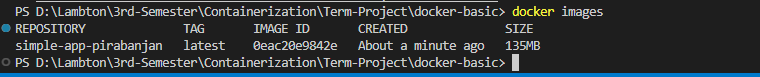 PS D:\Lambton\3rd-Semester\Containerization\Term-Project\docker-basic> docker images
REPOSITORY TAG IMAGE ID CREATED SIZE
simple-app-pirabanjan latest 0eac20e9842e About a minute ago 135MB
PS D:\Lambton\3rd-Semester\Containerization\Term-Project\docker-basic>